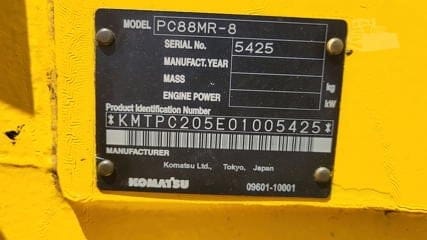 MODEL PC88MR-8
SERIAL No. 5425
MANUFACT. YEAR
MASS kg
ENGINE POWER kW
Product Identification Number
*KMTPC205E01005425*
MANUFACTURER
Komatsu Ltd., Tokyo, Japan
KOMATSU 09601-10001